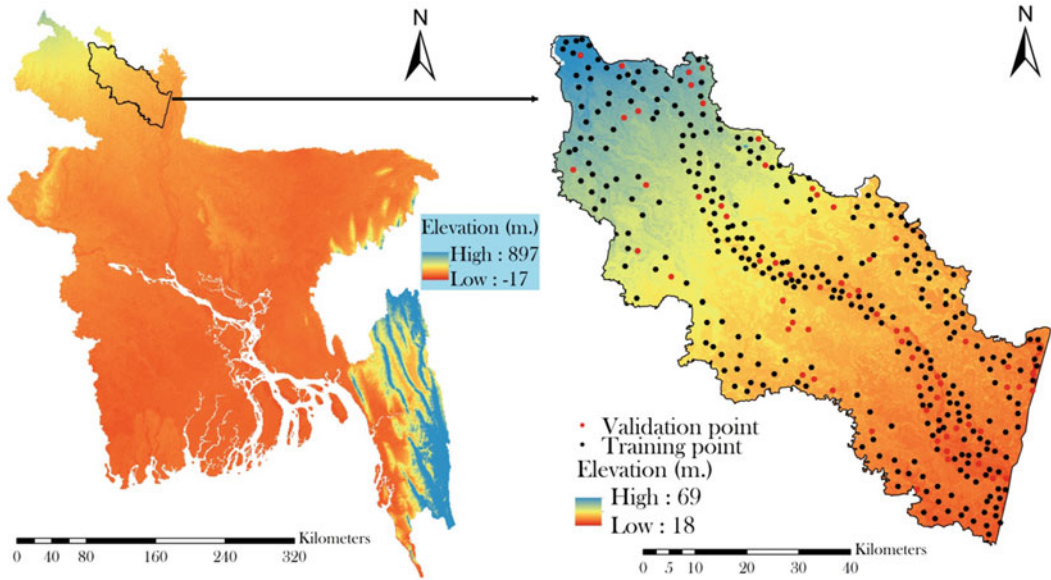 N
Elevation (m.)
High : 897
Low : -17
Kilometers
0 20 40 80 160 240 320
N
Validation point
Training point
Elevation (m.)
High : 69
Low : 18
Kilometers
0 5 10 20 30 40